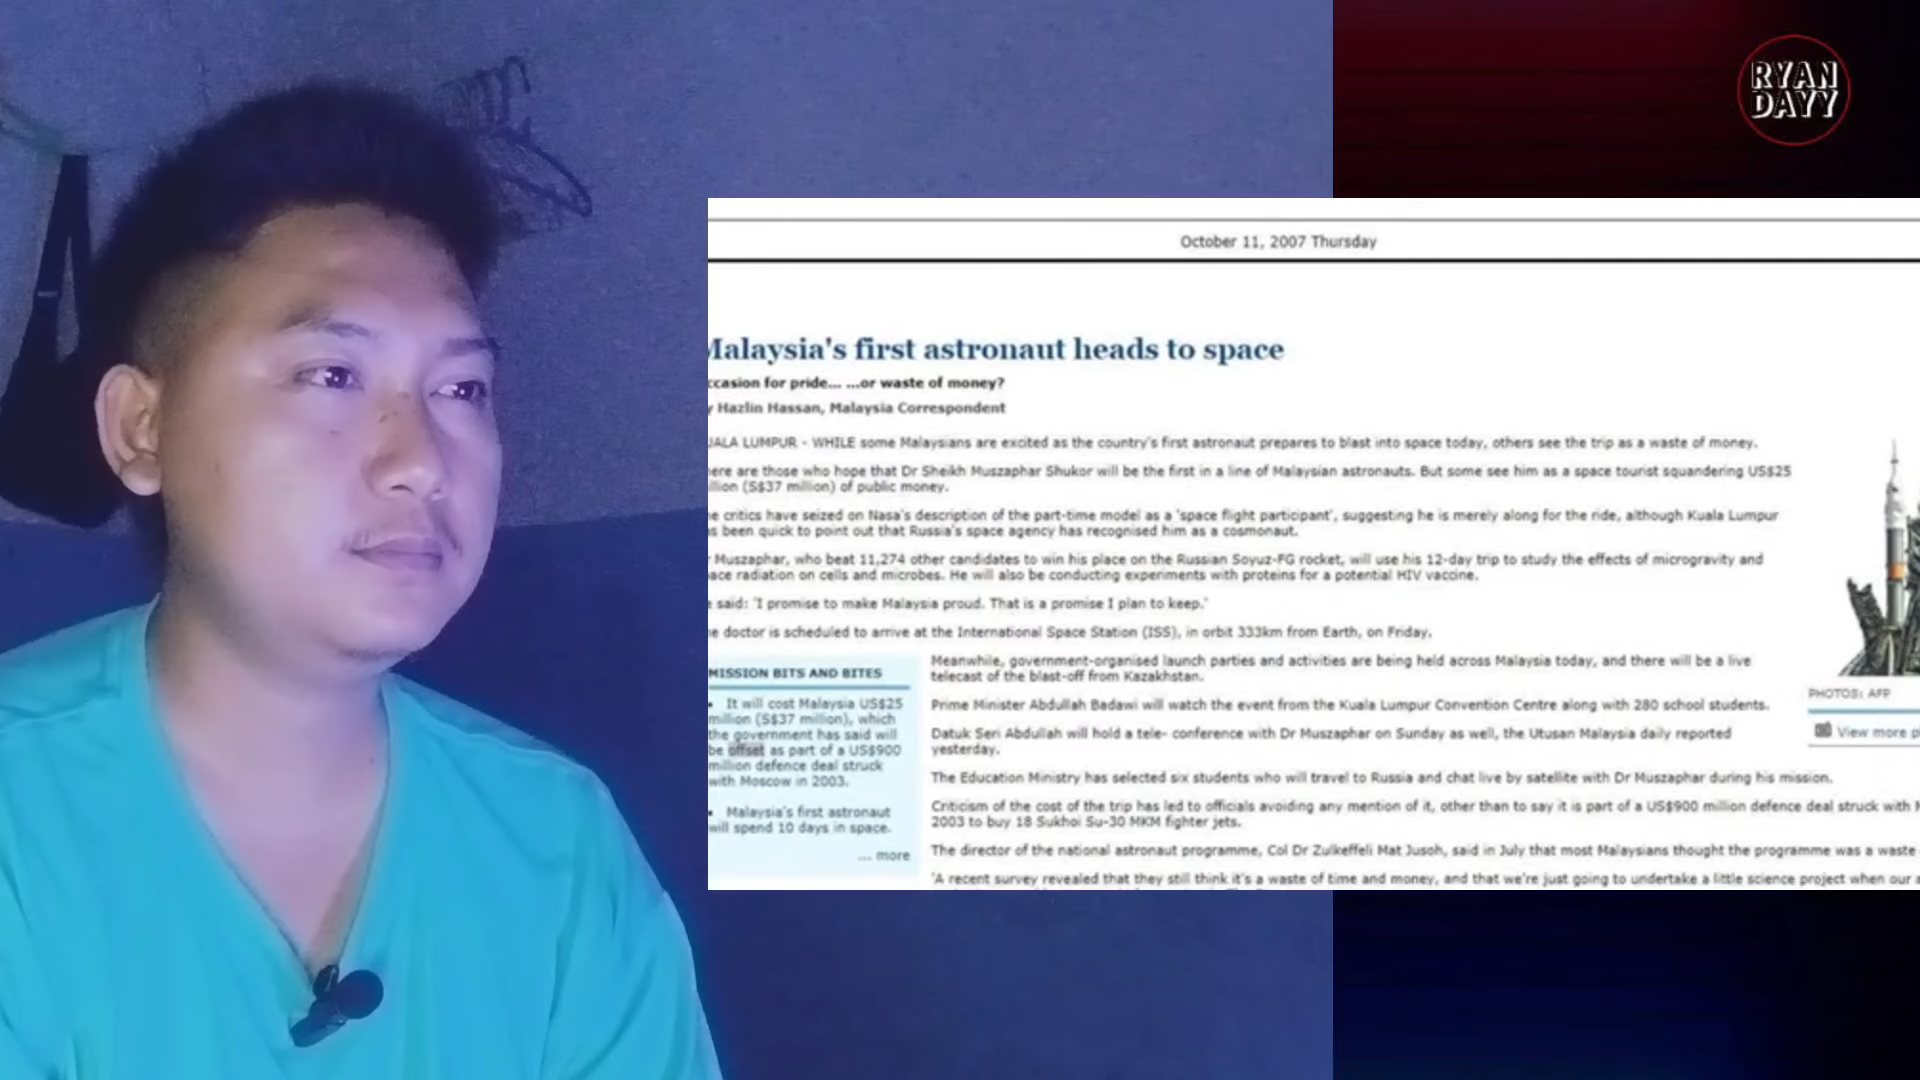 RYAN
DAYY
October 11, 2007 Thursday
Malaysia's first astronaut heads to space
ccasion for pride... ...or waste of money?
y Hazlin Hassan, Malaysia Correspondent
UALA LUMPUR - WHILE some Malaysians are excited as the country's first astronaut prepares to blast into space today, others see the trip as a waste of money.
ere are those who hope that Dr Sheikh Muszaphar Shukor will be the first in a line of Malaysian astronauts. But some see him as a space tourist squandering US$25
llion (S$37 million) of public money.
e critics have seized on Nasa's description of the part-time model as a 'space flight participant', suggesting he is merely along for the ride, although Kuala Lumpur
s been quick to point out that Russia's space agency has recognised him as a cosmonaut.
r Muszaphar, who beat 11,274 other candidates to win his place on the Russian Soyuz-FG rocket, will use his 12-day trip to study the effects of microgravity and
ace radiation on cells and microbes. He will also be conducting experiments with proteins for a potential HIV vaccine.
e said: 'I promise to make Malaysia proud. That is a promise I plan to keep.'
e doctor is scheduled to arrive at the International Space Station (ISS), in orbit 333km from Earth, on Friday.
MISSION BITS AND BITES
It will cost Malaysia US$25
million (S$37 million), which
the government has said will
be offset as part of a US$900
million defence deal struck
with Moscow in 2003.
Malaysia's first astronaut
will spend 10 days in space.
... more
Meanwhile, government-organised launch parties and activities are being held across Malaysia today, and there will be a live
telecast of the blast-off from Kazakhstan.
Prime Minister Abdullah Badawi will watch the event from the Kuala Lumpur Convention Centre along with 280 school students.
Datuk Seri Abdullah will hold a tele- conference with Dr Muszaphar on Sunday as well, the Utusan Malaysia daily reported
yesterday.
The Education Ministry has selected six students who will travel to Russia and chat live by satellite with Dr Muszaphar during his mission.
Criticism of the cost of the trip has led to officials avoiding any mention of it, other than to say it is part of a US$900 million defence deal struck with
2003 to buy 18 Sukhoi Su-30 MKM fighter jets.
The director of the national astronaut programme, Col Dr Zulkeffeli Mat Jusoh, said in July that most Malaysians thought the programme was a waste
'A recent survey revealed that they still think it's a waste of time and money, and that we're just going to undertake a little science project when our
PHOTOS: AFP
View more